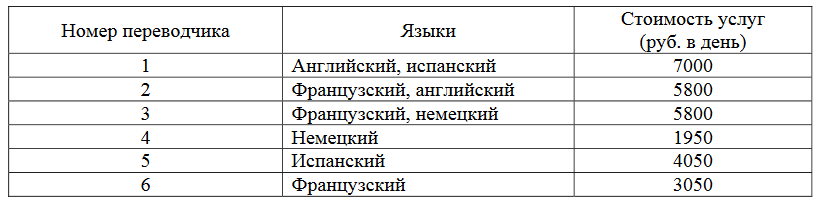 Номер переводчика Языки Стоимость услуг (руб. в день)
1 Английский, испанский 7000
2 Французский, английский 5800
3 Французский, немецкий 5800
4 Немецкий 1950
5 Испанский 4050
6 Французский 3050